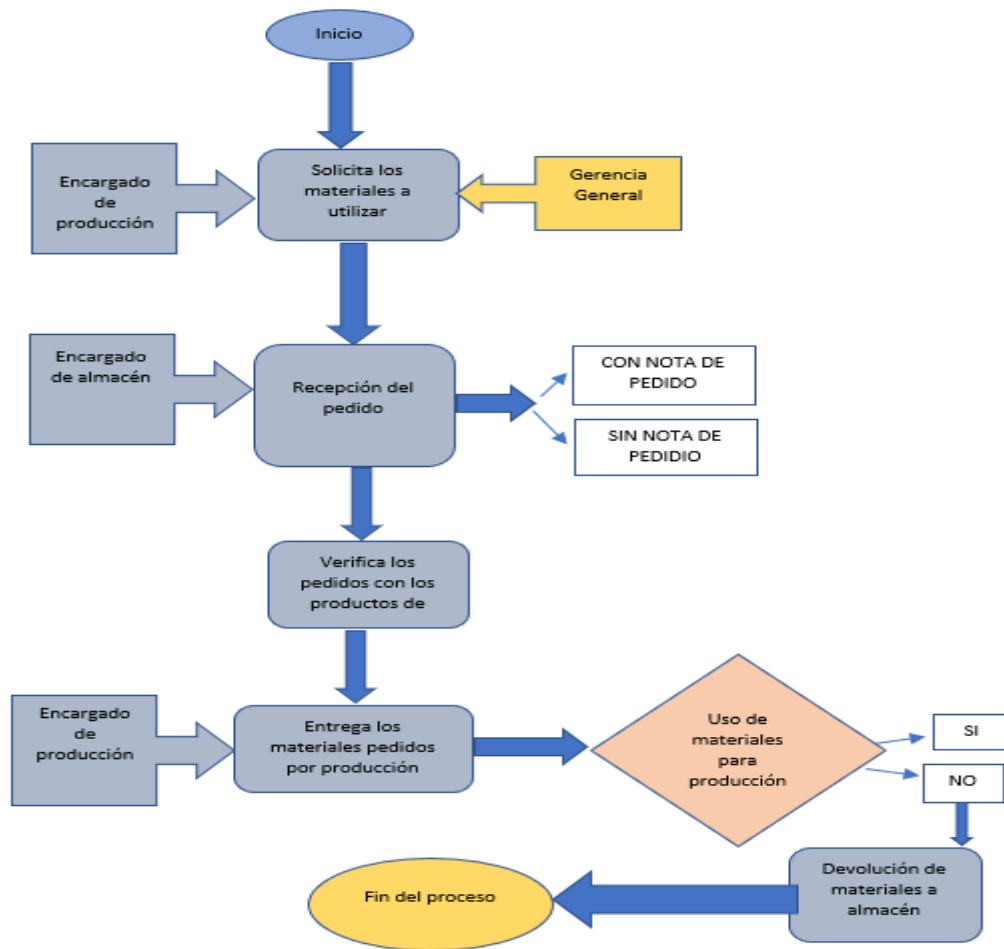 Inicio
Encargado
de
producción
Solicita los
materiales a
utilizar
Gerencia
General
Encargado
de almacén
Recepción del
pedido
CON NOTA DE
PEDIDO
SIN NOTA DE
PEDIDIO
Verifica los
pedidos con los
productos de
Encargado
de
producción
Entrega los
materiales pedidos
por producción
Uso de
materiales
para
producción
SI
NO
Devolución de
materiales a
almacén
Fin del proceso